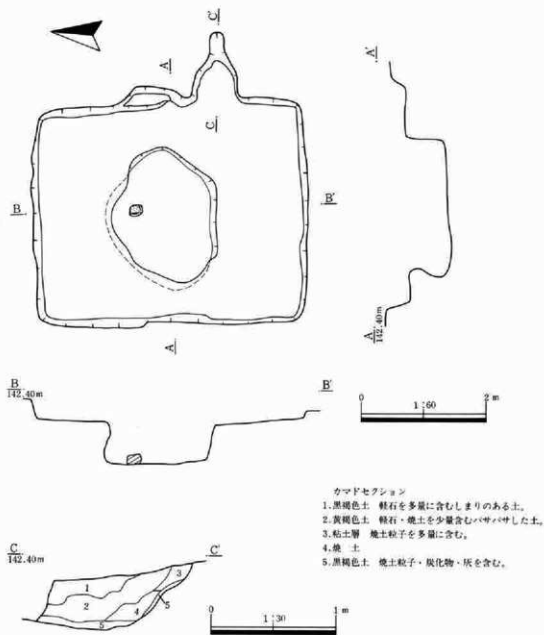 C'
A
A'
C
B
B'
A
A
142.40m
B
142.40m
B'
0
1:60
2 m
カマドセクション
1.黒褐色土 軽石を多量に含むしまりのある土。
2.黄褐色土 軽石・焼土を少量含むバサバサした土。
3.粘土層 焼土粒子を多量に含む。
4.焼 土
5.黒褐色土 焼土粒子・炭化物・灰を含む。
C
142.40m
C'
1
2
3
4
5
5
0
1:30
1 m